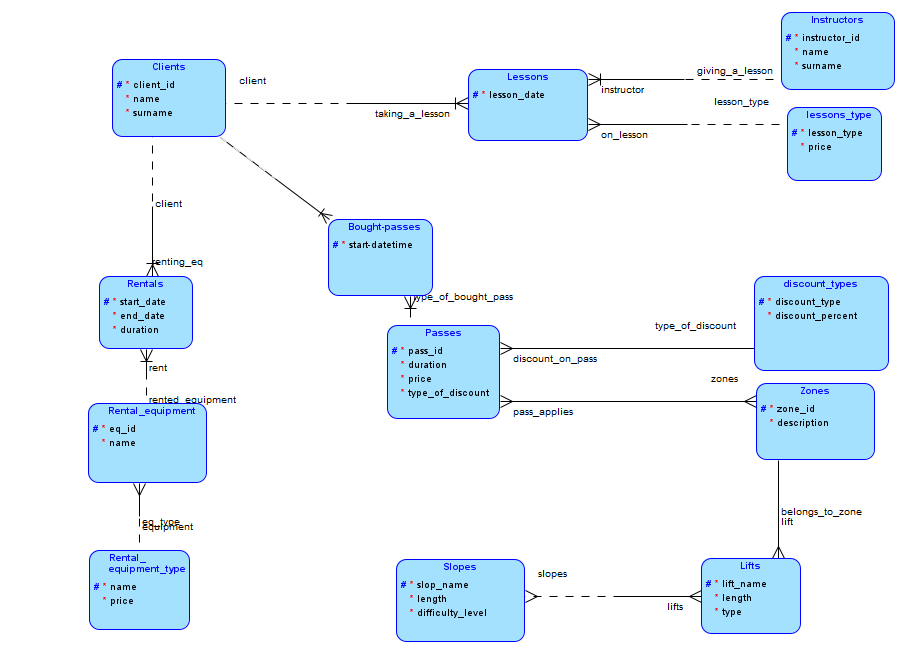 Instructors
# * instructor_id
* name
* surname
Clients
# * client_id
* name
* surname
client
taking_a_lesson
Lessons
# * lesson_date
giving_a_lesson
instructor
lesson_type
on_lesson
lessons_type
# * lesson_type
* price
client
renting_eq
Bought-passes
# * start-datetime
type_of_bought_pass
Rentals
# * start_date
* end_date
* duration
rent
rented_equipment
Passes
# * pass_id
* duration
* price
* type_of_discount
type_of_discount
discount_on_pass
discount_types
# * discount_type
* discount_percent
zones
pass_applies
Zones
# * zone_id
* description
Rental_equipment
# * eq_id
* name
eq_type
equipment
belongs_to_zone
lift
Rental_
equipment_type
# * name
* price
Slopes
# * slop_name
* length
* difficulty_level
slopes
lifts
Lifts
# * lift_name
* length
* type